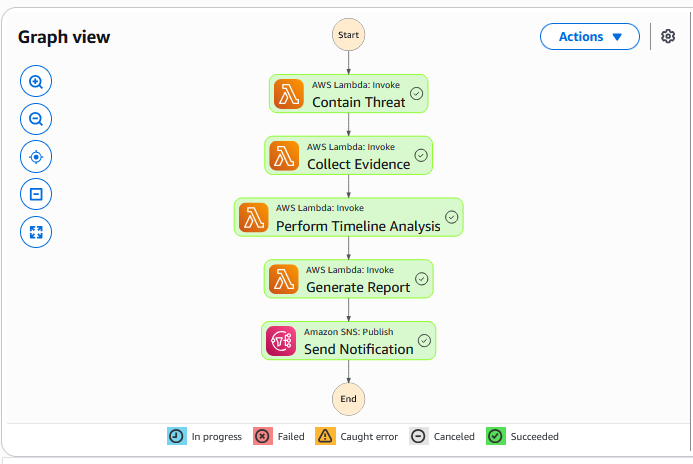 Graph view
Actions
Start
AWS Lambda: Invoke
Contain Threat
AWS Lambda: Invoke
Collect Evidence
AWS Lambda: Invoke
Perform Timeline Analysis
AWS Lambda: Invoke
Generate Report
Amazon SNS: Publish
Send Notification
End
In progress
Failed
Caught error
Canceled
Succeeded